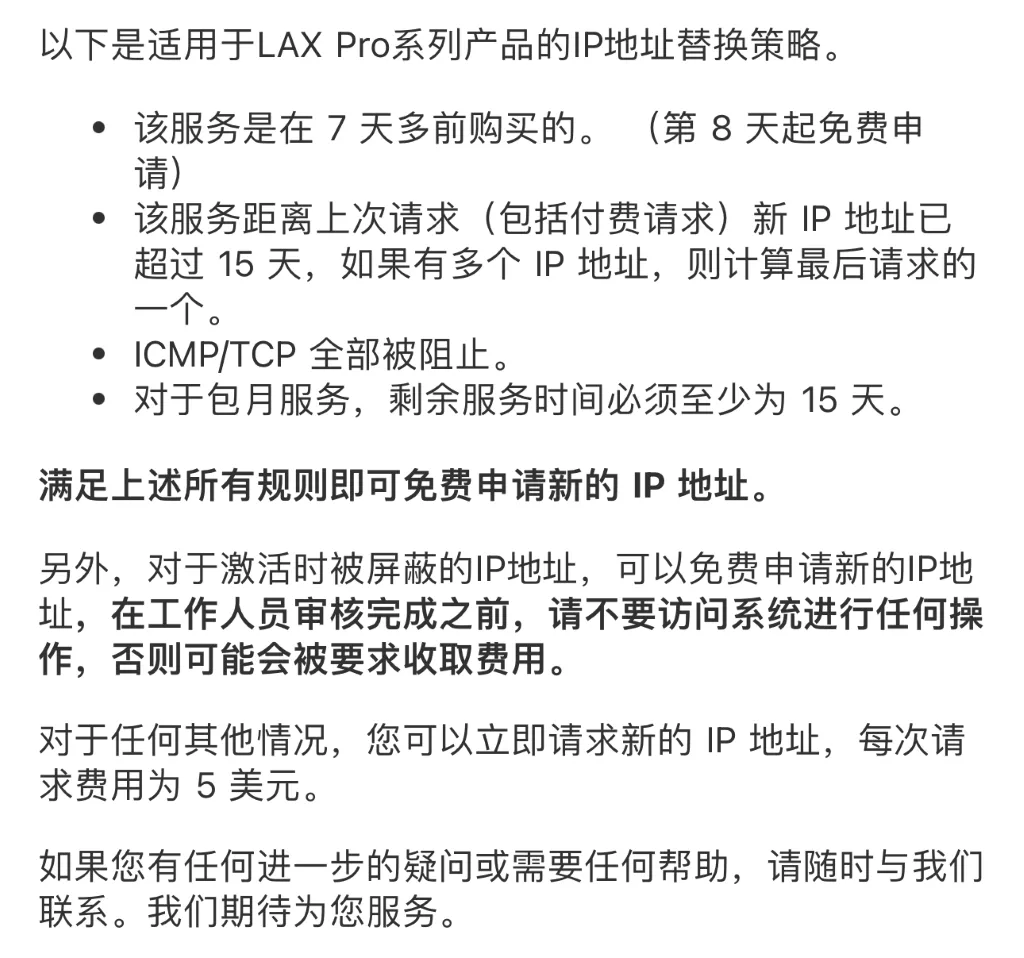 以下是适用于LAX Pro系列产品的IP地址替换策略。
• 该服务是在 7 天多前购买的。 （第 8 天起免费申
请）
• 该服务距离上次请求（包括付费请求）新 IP 地址已
超过 15 天，如果有多个 IP 地址，则计算最后请求的
一个。
• ICMP/TCP 全部被阻止。
• 对于包月服务，剩余服务时间必须至少为 15 天。
满足上述所有规则即可免费申请新的 IP 地址。
另外，对于激活时被屏蔽的IP地址，可以免费申请新的IP地
址，在工作人员审核完成之前，请不要访问系统进行任何操
作，否则可能会被要求收取费用。
对于任何其他情况，您可以立即请求新的 IP 地址，每次请
求费用为 5 美元。
如果您有任何进一步的疑问或需要任何帮助，请随时与我们
联系。我们期待为您服务。